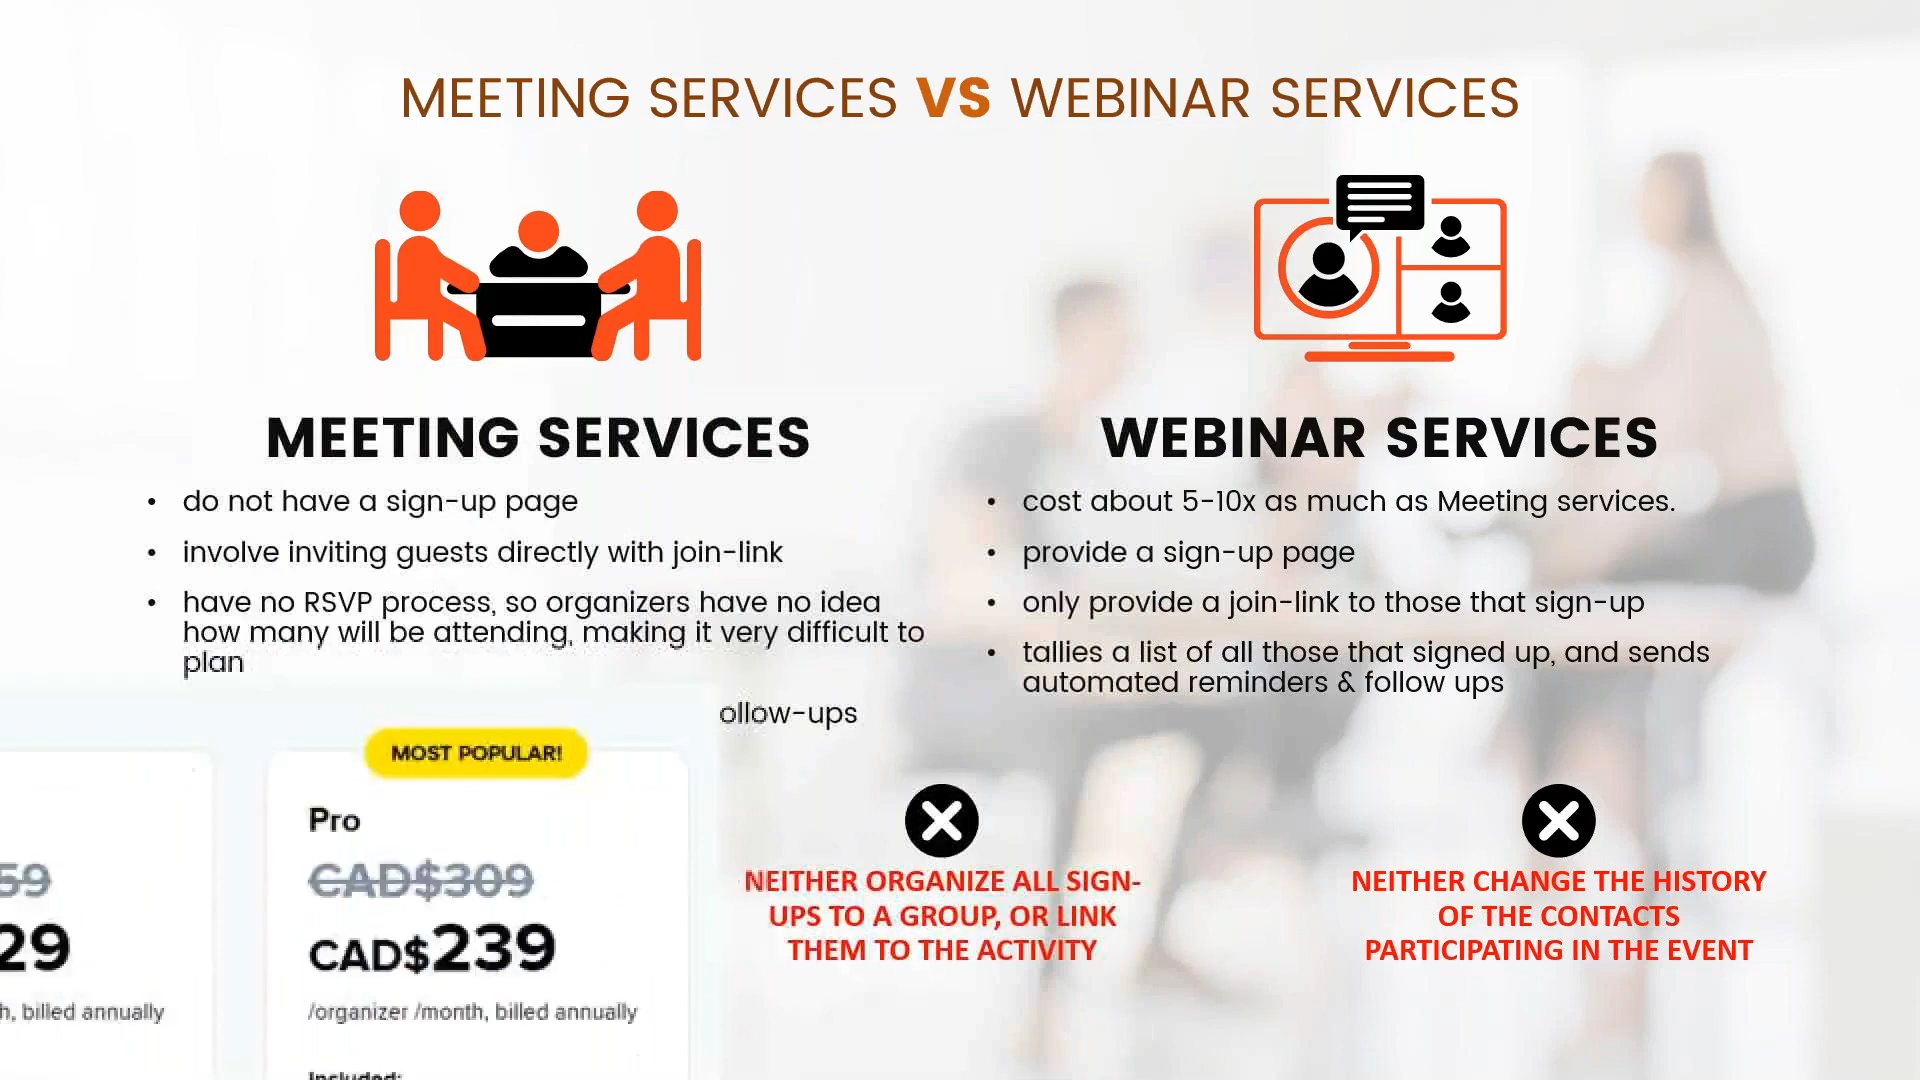 MEETING SERVICES VS WEBINAR SERVICES
MEETING SERVICES
• do not have a sign-up page
• involve inviting guests directly with join-link
• have no RSVP process, so organizers have no idea
how many will be attending, making it very difficult to
plan
ollow-ups
WEBINAR SERVICES
• cost about 5-10x as much as Meeting services.
• provide a sign-up page
• only provide a join-link to those that sign-up
• tallies a list of all those that signed up, and sends
automated reminders & follow ups
MOST POPULAR!
Pro
CAD$309
CAD$239
/organizer /month, billed annually
Included:
59
29
h, billed annually
NEITHER ORGANIZE ALL SIGN-
UPS TO A GROUP, OR LINK
THEM TO THE ACTIVITY
NEITHER CHANGE THE HISTORY
OF THE CONTACTS
PARTICIPATING IN THE EVENT